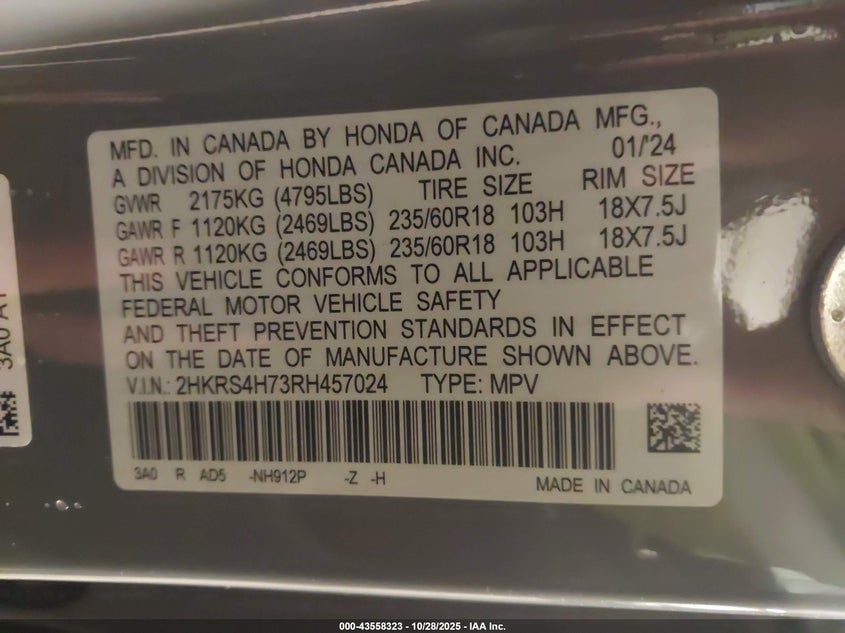 MFD. IN CANADA BY HONDA OF CANADA MFG.,
A DIVISION OF HONDA CANADA INC. 01/'24
GVWR 2175KG (4795LBS) TIRE SIZE RIM SIZE
GAWR F 1120KG (2469LBS) 235/60R18 103H 18X7.5J
GAWR R 1120KG (2469LBS) 235/60R18 103H 18X7.5J
THIS VEHICLE CONFORMS TO ALL APPLICABLE
FEDERAL MOTOR VEHICLE SAFETY
AND THEFT PREVENTION STANDARDS IN EFFECT
ON THE DATE OF MANUFACTURE SHOWN ABOVE.
V.I.N.: 2HKRS4H73RH457024 TYPE: MPV
3A0 R AD5 -NH912P -Z -H
MADE IN CANADA
3A0 A1
000-43558323 - 10/28/2025 - IAA Inc.